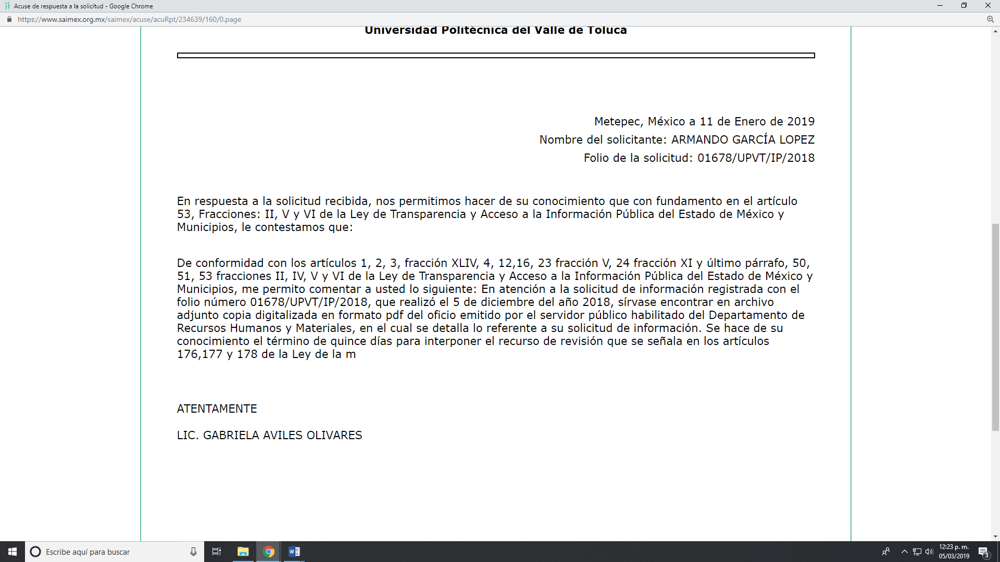 Acuse de respuesta a la solicitud - Google Chrome
https://www.saimex.org.mx/saimex/acuse/acuRpt/234639/160/0.page
Universidad Politécnica del Valle de Toluca
Metepec, México a 11 de Enero de 2019
Nombre del solicitante: ARMANDO GARCÍA LOPEZ
Folio de la solicitud: 01678/UPVT/IP/2018
En respuesta a la solicitud recibida, nos permitimos hacer de su conocimiento que con fundamento en el artículo
53, Fracciones: II, V y VI de la Ley de Transparencia y Acceso a la Información Pública del Estado de México y
Municipios, le contestamos que:
De conformidad con los artículos 1, 2, 3, fracción XLIV, 4, 12,16, 23 fracción V, 24 fracción XI y último párrafo, 50,
51, 53 fracciones II, IV, V y VI de la Ley de Transparencia y Acceso a la Información Pública del Estado de México y
Municipios, me permito comentar a usted lo siguiente: En atención a la solicitud de información registrada con el
folio número 01678/UPVT/IP/2018, que realizó el 5 de diciembre del año 2018, sírvase encontrar en archivo
adjunto copia digitalizada en formato pdf del oficio emitido por el servidor público habilitado del Departamento de
Recursos Humanos y Materiales, en el cual se detalla lo referente a su solicitud de información. Se hace de su
conocimiento el término de quince días para interponer el recurso de revisión que se señala en los artículos
176,177 y 178 de la Ley de la m
ATENTAMENTE
LIC. GABRIELA AVILES OLIVARES
Escribe aquí para buscar
12:23 p. m.
05/03/2019
3